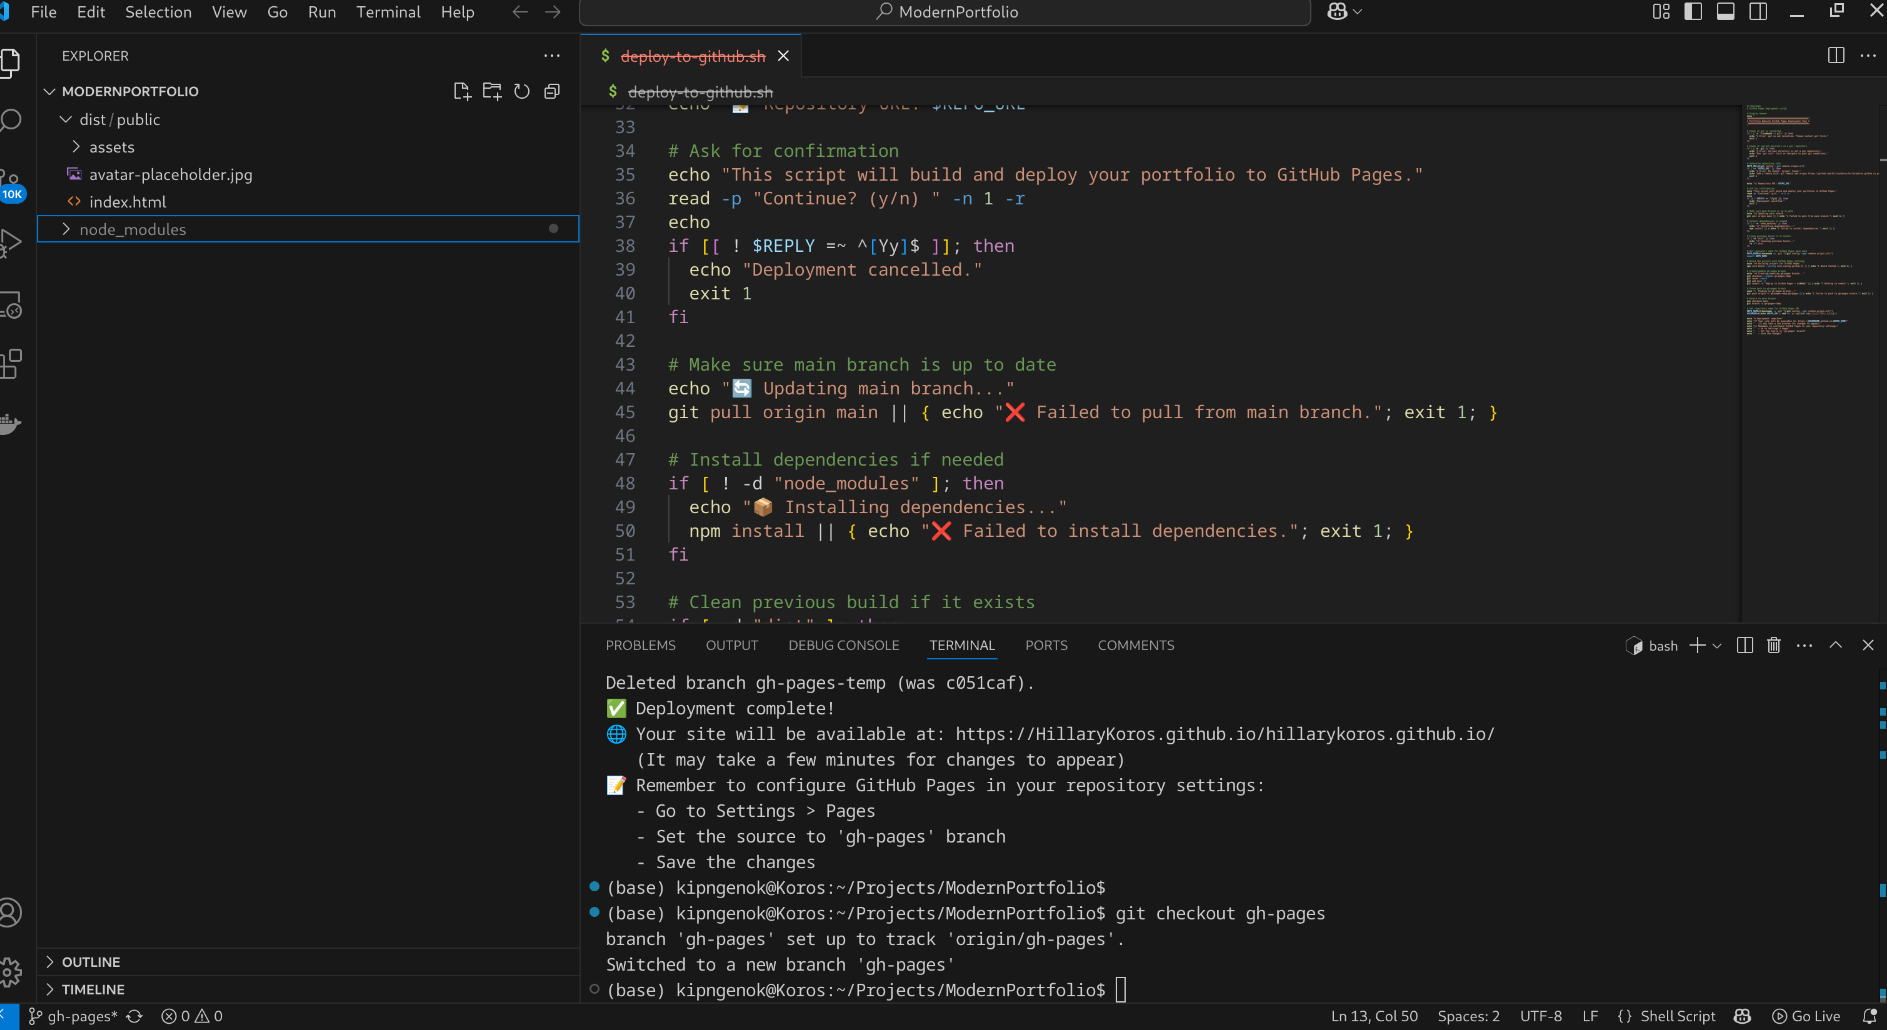 File Edit Selection View Go Run Terminal Help
ModernPortfolio
EXPLORER
MODERNPORTFOLIO
dist / public
assets
avatar-placeholder.jpg
index.html
node_modules
10K
OUTLINE
TIMELINE
$ deploy-to-github.sh
$ deploy-to-github.sh
33
34 # Ask for confirmation
35 echo "This script will build and deploy your portfolio to GitHub Pages."
36 read -p "Continue? (y/n) " -n 1 -r
37 echo
38 if [[ ! $REPLY =~ ^[Yy]$ ]]; then
39 echo "Deployment cancelled."
40 exit 1
41 fi
42
43 # Make sure main branch is up to date
44 echo "🔄 Updating main branch..."
45 git pull origin main || { echo "❌ Failed to pull from main branch."; exit 1; }
46
47 # Install dependencies if needed
48 if [ ! -d "node_modules" ]; then
49 echo "📦 Installing dependencies..."
50 npm install || { echo "❌ Failed to install dependencies."; exit 1; }
51 fi
52
53 # Clean previous build if it exists
PROBLEMS OUTPUT DEBUG CONSOLE TERMINAL PORTS COMMENTS
bash
Deleted branch gh-pages-temp (was c051caf).
✅ Deployment complete!
🌐 Your site will be available at: https://HillaryKoros.github.io/hillarykoros.github.io/
(It may take a few minutes for changes to appear)
📝 Remember to configure GitHub Pages in your repository settings:
- Go to Settings > Pages
- Set the source to 'gh-pages' branch
- Save the changes
(base) kipngenok@Koros:~/Projects/ModernPortfolio$
(base) kipngenok@Koros:~/Projects/ModernPortfolio$ git checkout gh-pages
branch 'gh-pages' set up to track 'origin/gh-pages'.
Switched to a new branch 'gh-pages'
(base) kipngenok@Koros:~/Projects/ModernPortfolio$
gh-pages* 0 0 Ln 13, Col 50 Spaces: 2 UTF-8 LF {} Shell Script Go Live